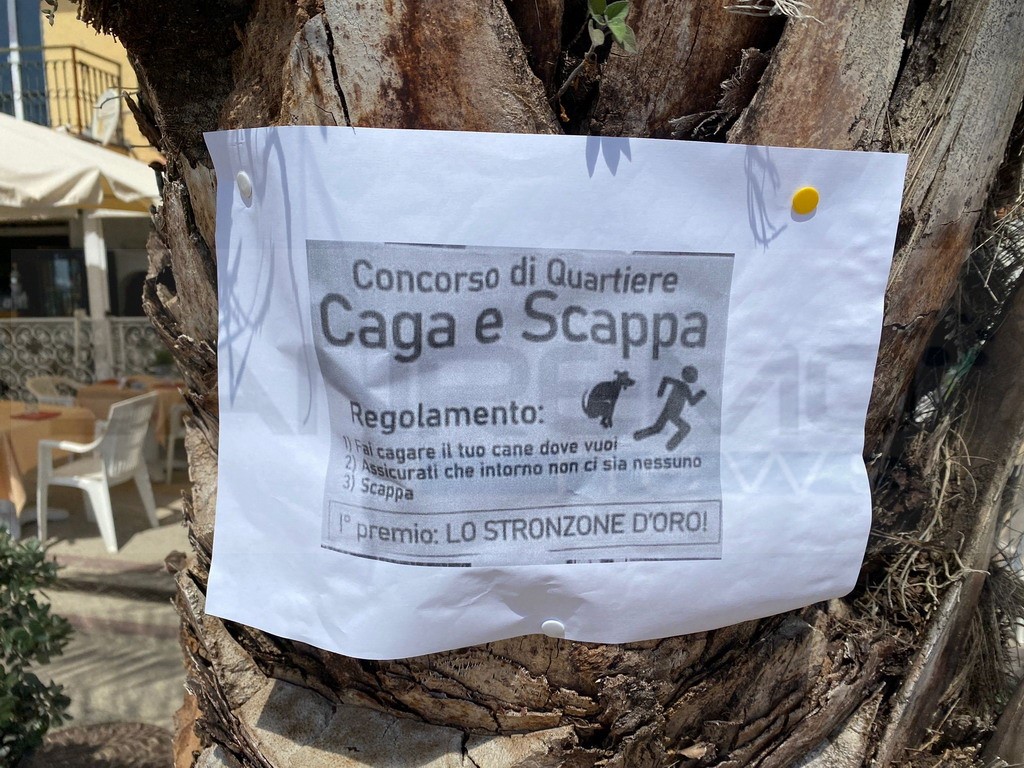 Concorso di Quartiere
Caga e Scappa
Regolamento:
1) Fai cagare il tuo cane dove vuoi
2) Assicurati che intorno non ci sia nessuno
3) Scappa
1° premio: LO STRONZONE D'ORO!